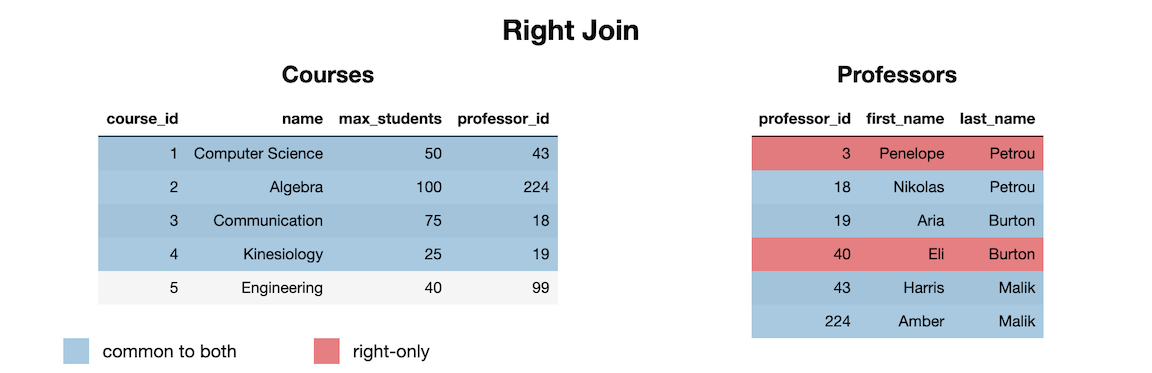 Right Join
Courses
course_id name max_students professor_id
1 Computer Science 50 43
2 Algebra 100 224
3 Communication 75 18
4 Kinesiology 25 19
5 Engineering 40 99
Professors
professor_id first_name last_name
3 Penelope Petrou
18 Nikolas Petrou
19 Aria Burton
40 Eli Burton
43 Harris Malik
224 Amber Malik
common to both
right-only